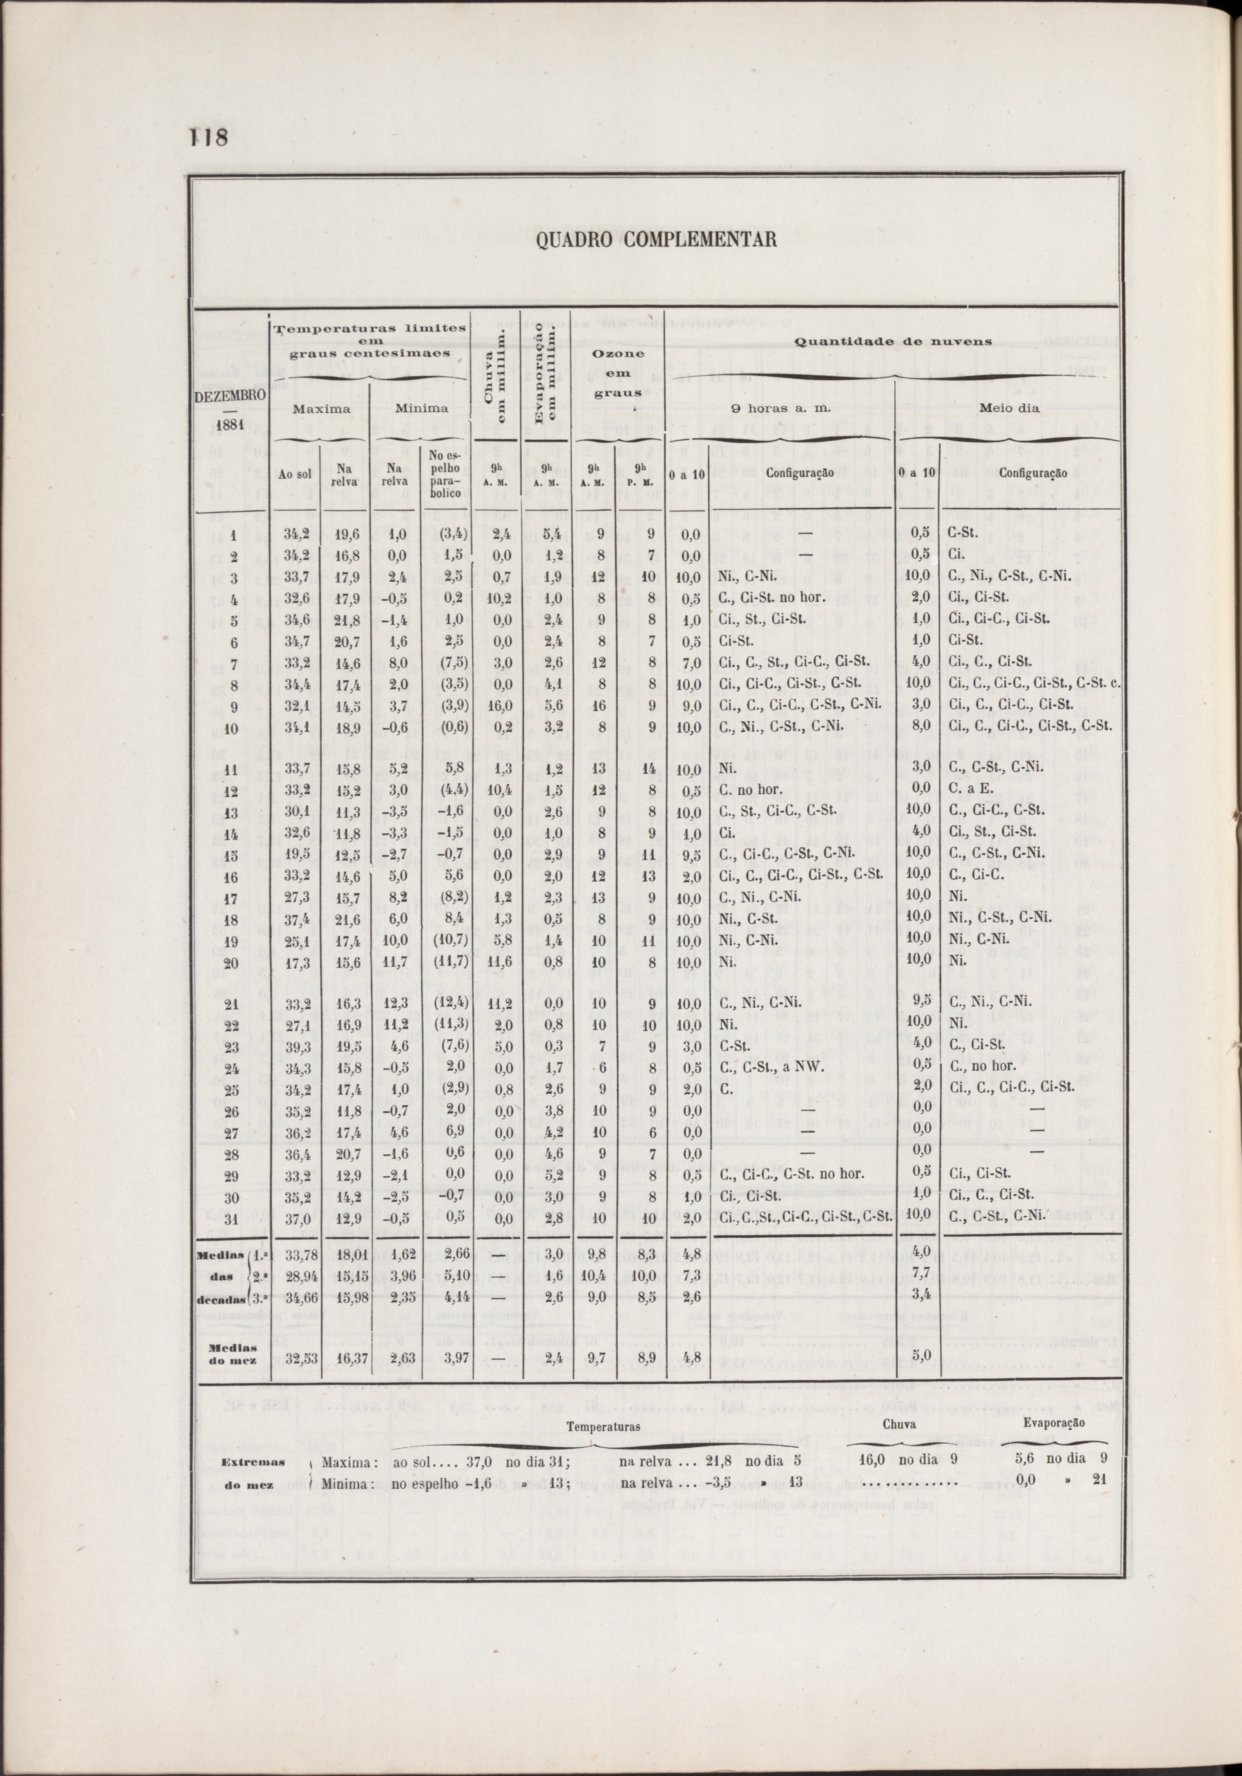 118
QUADRO COMPLEMENTAR
DEZEMBRO
—
1881
Temperaturas limites
em
graus centesimaes
Chuva
em millim.
Evaporação
em millim.
Ozone
em
graus
Quantidade de nuvens
Maxima Minima 9 horas a. m. Meio dia
Ao sol Na relva Na relva No espelho para-bolico 9h A. M. 9h A. M. 9h A. M. 9h P. M. 0 a 10 Configuração 0 a 10 Configuração
1 34,2 19,6 1,0 (3,4) 2,4 5,4 9 9 0,0 — 0,5 C-St.
2 34,2 16,8 0,0 1,5 0,0 1,2 8 7 0,0 — 0,5 Ci.
3 33,7 17,9 2,4 2,5 0,7 1,9 12 10 10,0 Ni., C-Ni. 10,0 C., Ni., C-St., C-Ni.
4 32,6 17,9 -0,5 0,2 10,2 1,0 8 8 0,5 C., Ci-St. no hor. 2,0 Ci., Ci-St.
5 34,6 21,8 -1,4 1,0 0,0 2,4 9 8 1,0 Ci., St., Ci-St. 1,0 Ci., Ci-C., Ci-St.
6 34,7 20,7 1,6 2,5 0,0 2,4 8 7 0,5 Ci-St. 1,0 Ci-St.
7 33,2 14,6 8,0 (7,5) 3,0 2,6 12 8 7,0 Ci., C., St., Ci-C., Ci-St. 4,0 Ci., C., Ci-St.
8 34,4 17,4 2,0 (3,5) 0,0 4,1 8 8 10,0 Ci., Ci-C., Ci-St., C-St. 10,0 Ci., C., Ci-C., Ci-St., C-St. c.
9 32,1 14,5 3,7 (3,9) 16,0 5,6 16 9 9,0 Ci., C., Ci-C., C-St., C-Ni. 3,0 Ci., C., Ci-C., Ci-St.
10 34,1 18,9 -0,6 (0,6) 0,2 3,2 8 9 10,0 C., Ni., C-St., C-Ni. 8,0 Ci., C., Ci-C., Ci-St., C-St.
11 33,7 15,8 5,2 5,8 1,3 1,2 13 14 10,0 Ni. 3,0 C., C-St., C-Ni.
12 33,2 15,2 3,0 (4,4) 10,4 1,5 12 8 0,5 C. no hor. 0,0 C. a E.
13 30,1 11,3 -3,5 -1,6 0,0 2,6 9 8 10,0 C., St., Ci-C., C-St. 10,0 C., Ci-C., C-St.
14 32,6 11,8 -3,3 -1,5 0,0 1,0 8 9 1,0 Ci. 4,0 Ci., St., Ci-St.
15 19,5 12,5 -2,7 -0,7 0,0 2,9 9 11 9,5 C., Ci-C., C-St., C-Ni. 10,0 C., C-St., C-Ni.
16 33,2 14,6 5,0 5,6 0,0 2,0 12 13 2,0 Ci., C., Ci-C., Ci-St., C-St. 10,0 C., Ci-C.
17 27,3 15,7 8,2 (8,2) 1,2 2,3 13 9 10,0 C., Ni., C-Ni. 10,0 Ni.
18 37,4 21,6 6,0 8,4 1,3 0,5 8 9 10,0 Ni., C-St. 10,0 Ni., C-St., C-Ni.
19 25,1 17,4 10,0 (10,7) 5,8 1,4 10 11 10,0 Ni., C-Ni. 10,0 Ni., C-Ni.
20 17,3 15,6 11,7 (11,7) 11,6 0,8 10 8 10,0 Ni. 10,0 Ni.
21 33,2 16,3 12,3 (12,4) 11,2 0,0 10 9 10,0 C., Ni., C-Ni. 9,5 C., Ni., C-Ni.
22 27,1 16,9 11,2 (11,3) 2,0 0,8 10 10 10,0 Ni. 10,0 Ni.
23 39,3 19,5 4,6 (7,6) 5,0 0,3 7 9 3,0 C-St. 4,0 C., Ci-St.
24 34,3 15,8 -0,5 2,0 0,0 1,7 6 8 0,5 C., C-St., a NW. 0,5 C., no hor.
25 34,2 17,4 1,0 (2,9) 0,8 2,6 9 9 2,0 C. 2,0 Ci., C., Ci-C., Ci-St.
26 35,2 11,8 -0,7 2,0 0,0 3,8 10 9 0,0 — 0,0 —
27 36,2 17,4 4,6 6,9 0,0 4,2 10 6 0,0 — 0,0 —
28 36,4 20,7 -1,6 0,6 0,0 4,6 9 7 0,0 — 0,0 —
29 33,2 12,9 -2,1 0,0 0,0 5,2 9 8 0,5 C., Ci-C., C-St. no hor. 0,5 Ci., Ci-St.
30 35,2 14,2 -2,5 -0,7 0,0 3,0 9 8 1,0 Ci., Ci-St. 1,0 Ci., C., Ci-St.
31 37,0 12,9 -0,5 0,5 0,0 2,8 10 10 2,0 Ci., C., St., Ci-C., Ci-St., C-St. 10,0 C., C-St., C-Ni.
Medias 1.ª 33,78 18,01 1,62 2,66 — 3,0 9,8 8,3 4,8 4,0
das 2.ª 28,94 15,15 3,96 5,10 — 1,6 10,4 10,0 7,3 7,7
decadas 3.ª 34,66 15,98 2,35 4,14 — 2,6 9,0 8,5 2,6 3,4
Medias
do mez 32,53 16,37 2,63 3,97 — 2,4 9,7 8,9 4,8 5,0
Temperaturas Chuva Evaporação
Extremas Maxima: ao sol.... 37,0 no dia 31; na relva ... 21,8 no dia 5 16,0 no dia 9 5,6 no dia 9
do mez Minima: no espelho -1,6 » 13; na relva ... -3,5 » 13 ............. 0,0 » 21